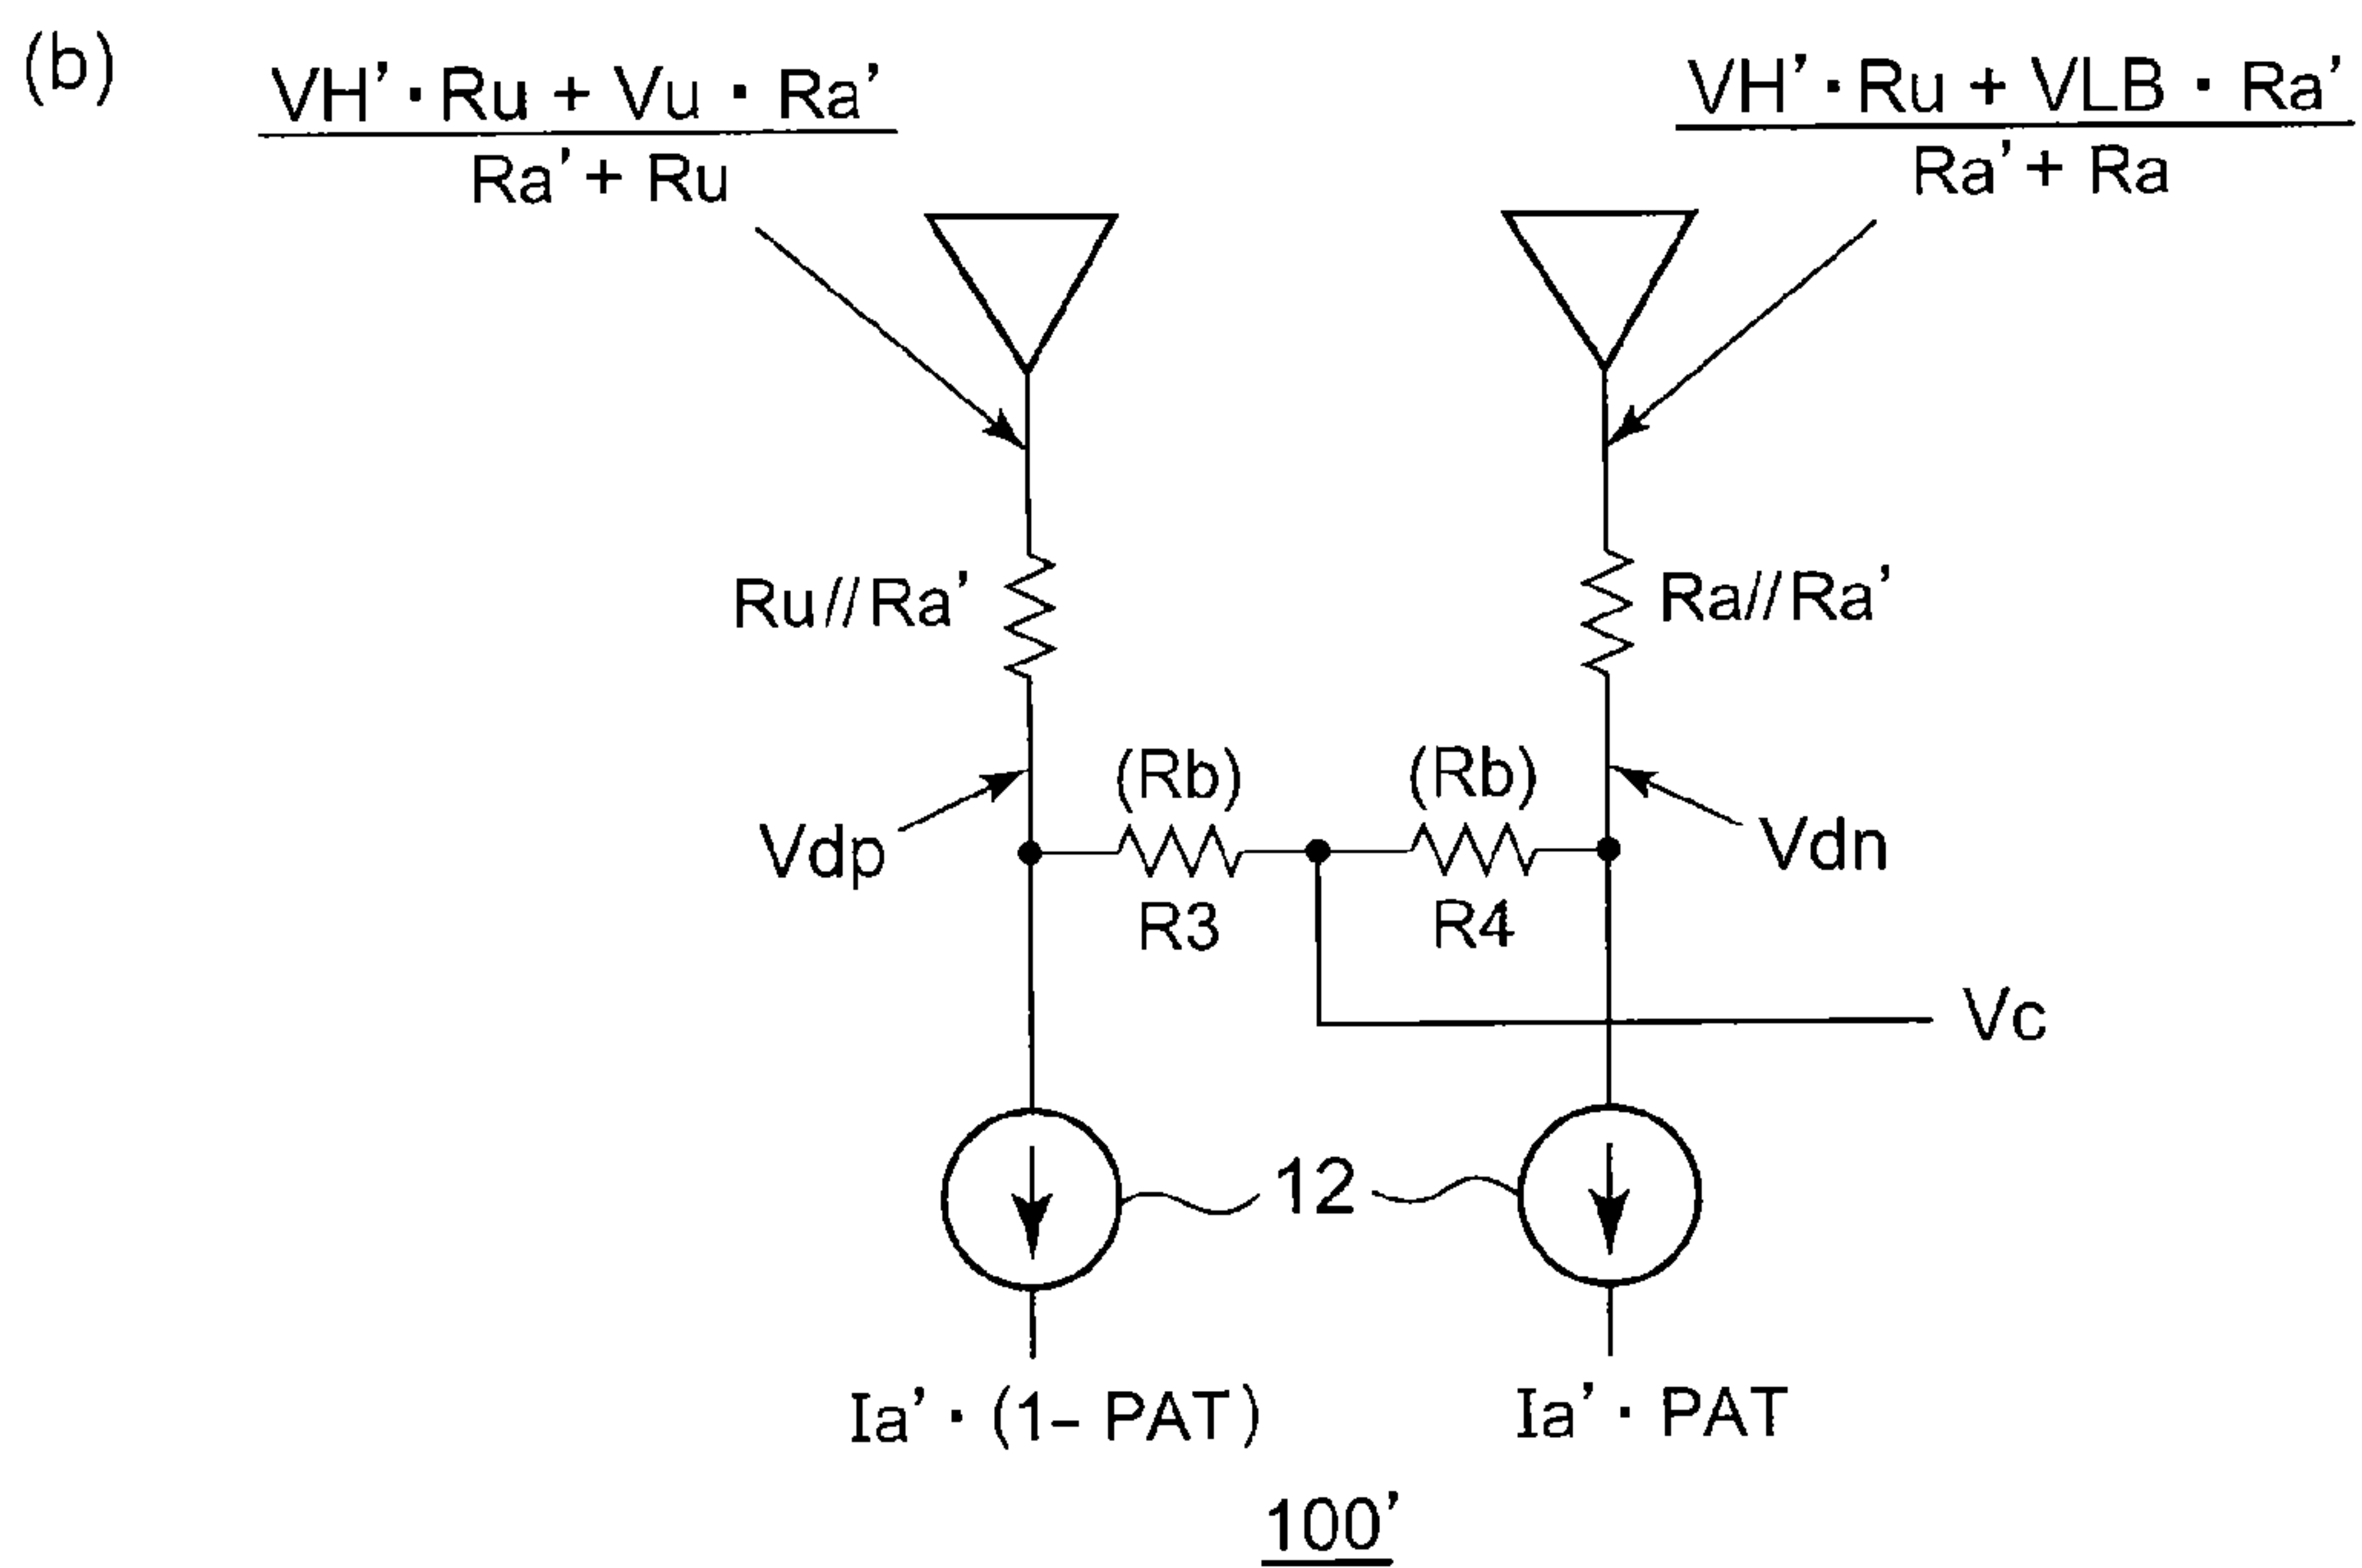 (b)
VH'・Ru + Vu・Ra'
Ra' + Ru
VH'・Ru + VLB・Ra'
Ra' + Ra
Ru//Ra'
Ra//Ra'
(Rb)
(Rb)
Vdp
Vdn
R3
R4
Vc
12
Ia'・(1– PAT)
Ia'・PAT
100'